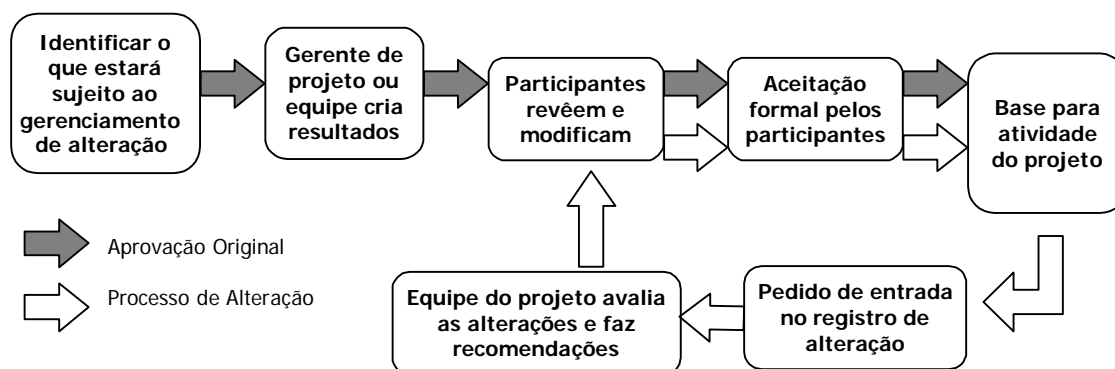 Identificar o
que estará
sujeito ao
gerenciamento
de alteração
Gerente de
projeto ou
equipe cria
resultados
Participantes
revêem e
modificam
Aceitação
formal pelos
participantes
Base para
atividade
do projeto
Aprovação Original
Processo de Alteração
Equipe do projeto avalia
as alterações e faz
recomendações
Pedido de entrada
no registro de
alteração